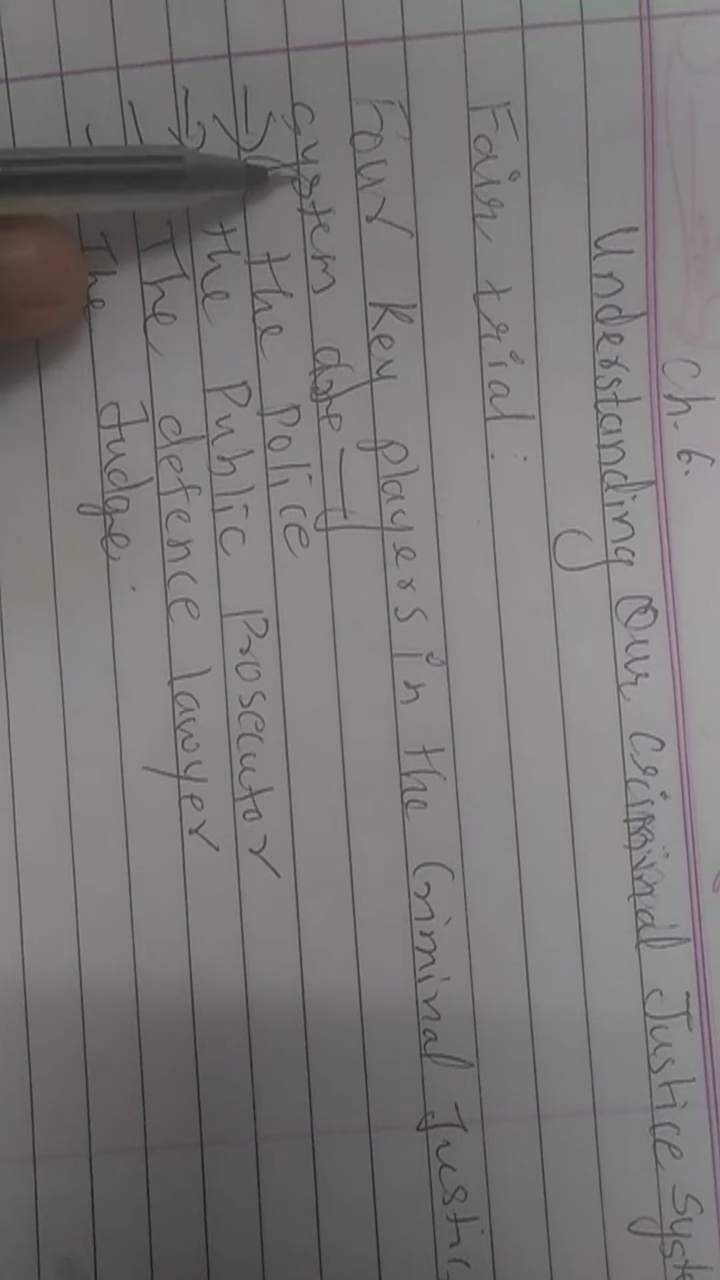 Ch. 6.
Understanding Our Criminal Justice Syst
Fair trial:
Four Key players in the Criminal Justic
system are —
→ the police
→ the Public Prosecutor
The defence lawyer
The Judge.